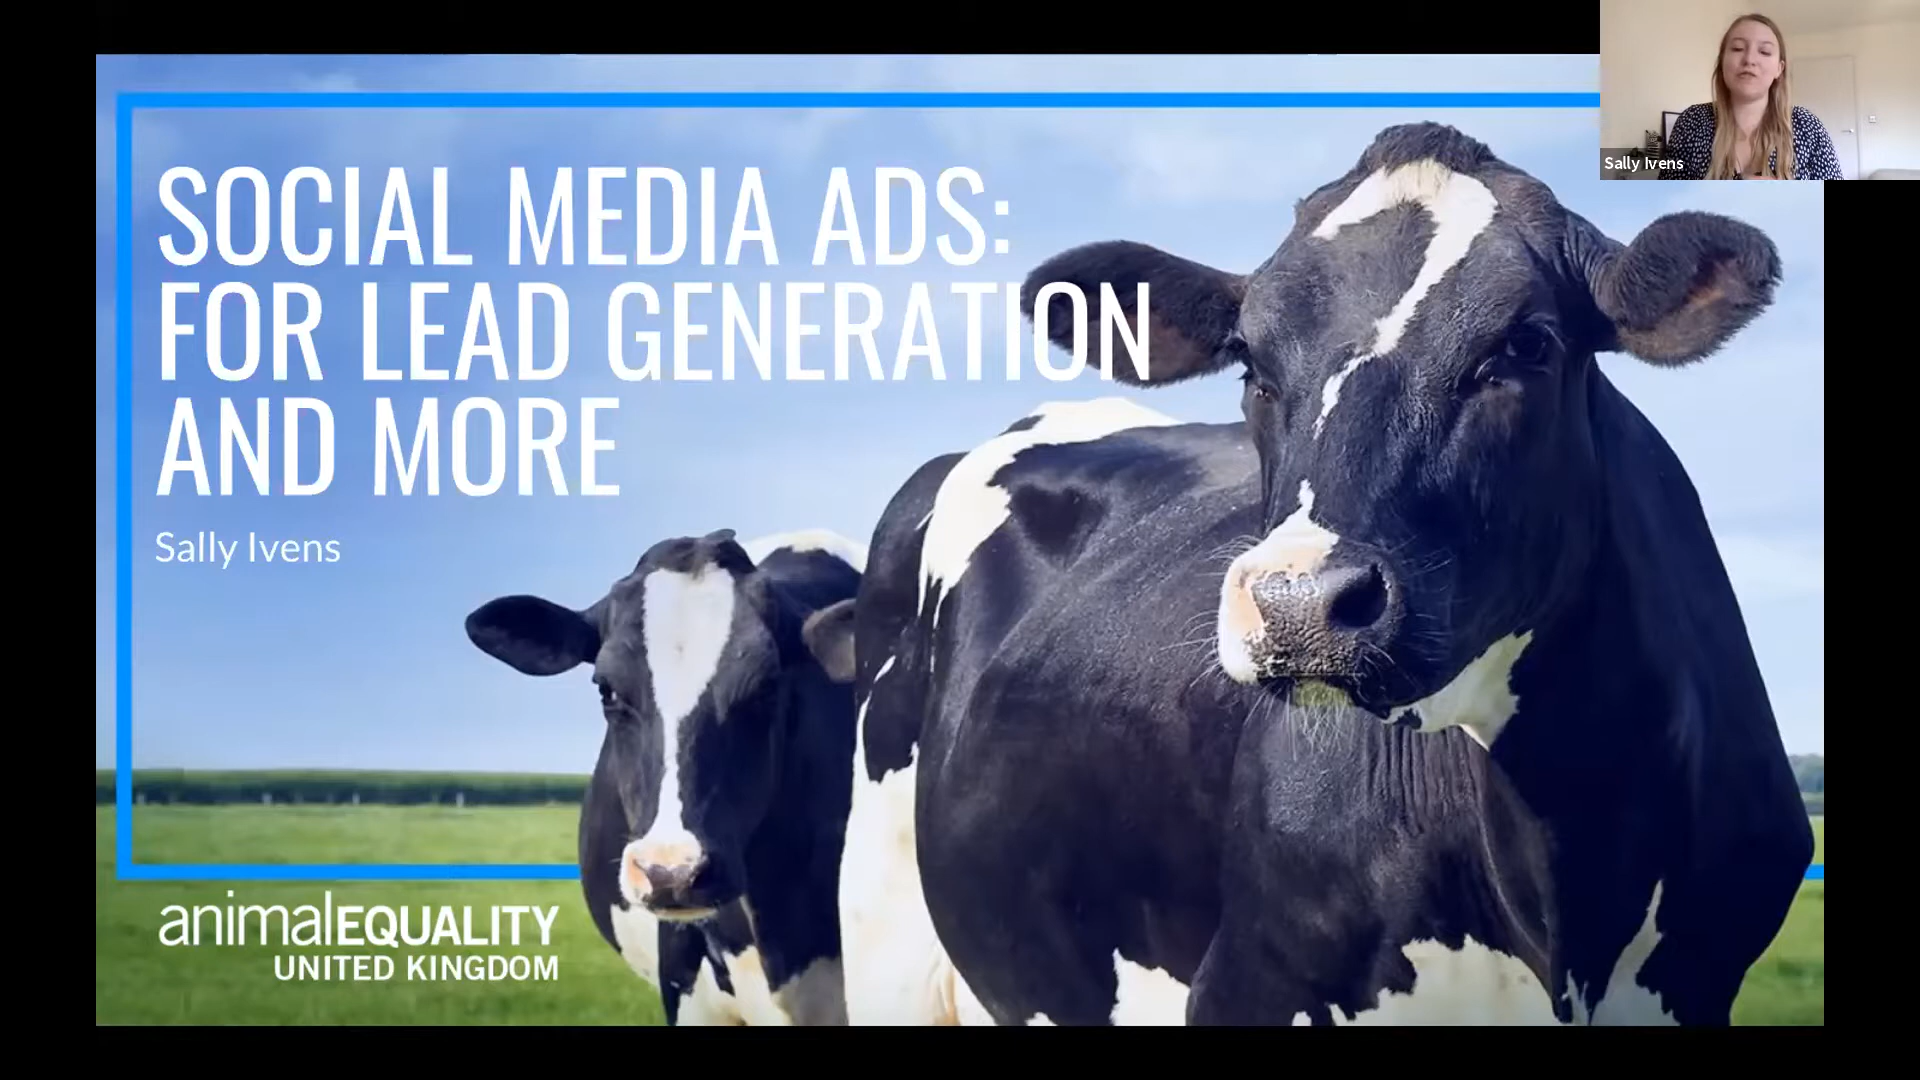 SOCIAL MEDIA ADS:
FOR LEAD GENERATION
AND MORE
Sally Ivens
animalEQUALITY
UNITED KINGDOM
Sally Ivens